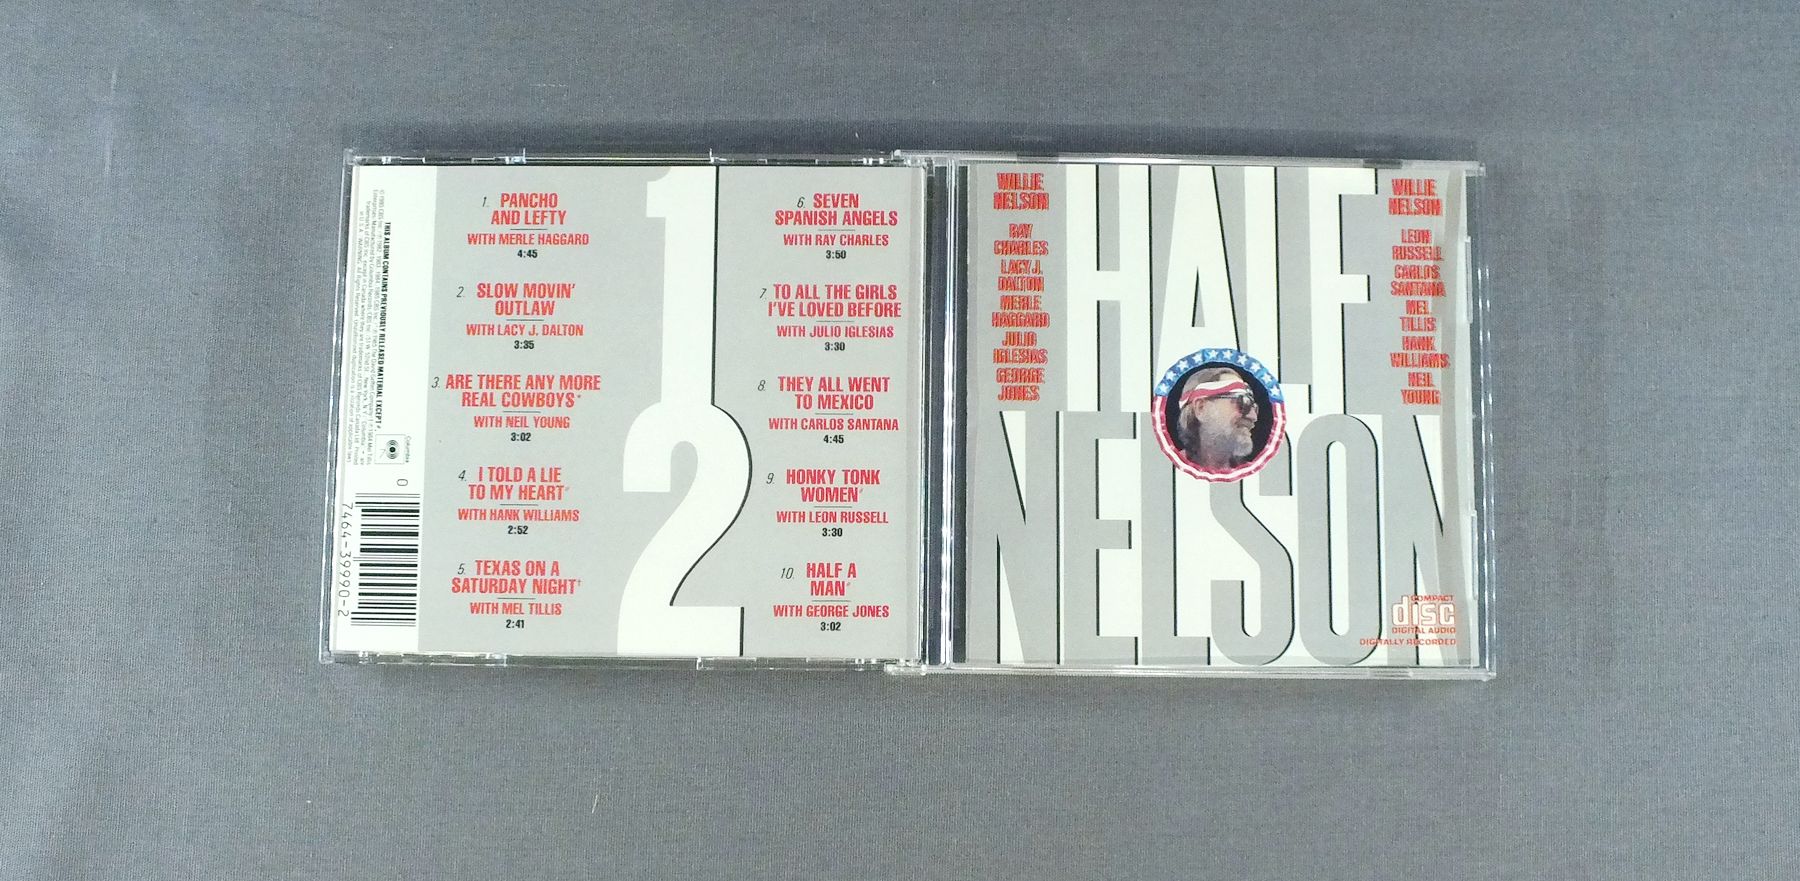 1. PANCHO
AND LEFTY
WITH MERLE HAGGARD
4:45
2. SLOW MOVIN'
OUTLAW
WITH LACY J. DALTON
3:35
3. ARE THERE ANY MORE
REAL COWBOYS*
WITH NEIL YOUNG
3:02
4. I TOLD A LIE
TO MY HEART#
WITH HANK WILLIAMS
2:52
5. TEXAS ON A
SATURDAY NIGHT†
WITH MEL TILLIS
2:41
1
2
6. SEVEN
SPANISH ANGELS
WITH RAY CHARLES
3:50
7. TO ALL THE GIRLS
I'VE LOVED BEFORE
WITH JULIO IGLESIAS
3:30
8. THEY ALL WENT
TO MEXICO
WITH CARLOS SANTANA
4:45
9. HONKY TONK
WOMEN#
WITH LEON RUSSELL
3:30
10. HALF A
MAN#
WITH GEORGE JONES
3:02
THIS ALBUM CONTAINS PREVIOUSLY RELEASED MATERIAL EXCEPT #.
Columbia
0
7464-39990-2
WILLIE
NELSON
RAY
CHARLES
LACY J.
DALTON
MERLE
HAGGARD
JULIO
IGLESIAS
GEORGE
JONES
HALF
NELSON
WILLIE
NELSON
LEON
RUSSELL
CARLOS
SANTANA
MEL
TILLIS
HANK
WILLIAMS
NEIL
YOUNG
COMPACT
disc
DIGITAL AUDIO
DIGITALLY RECORDED